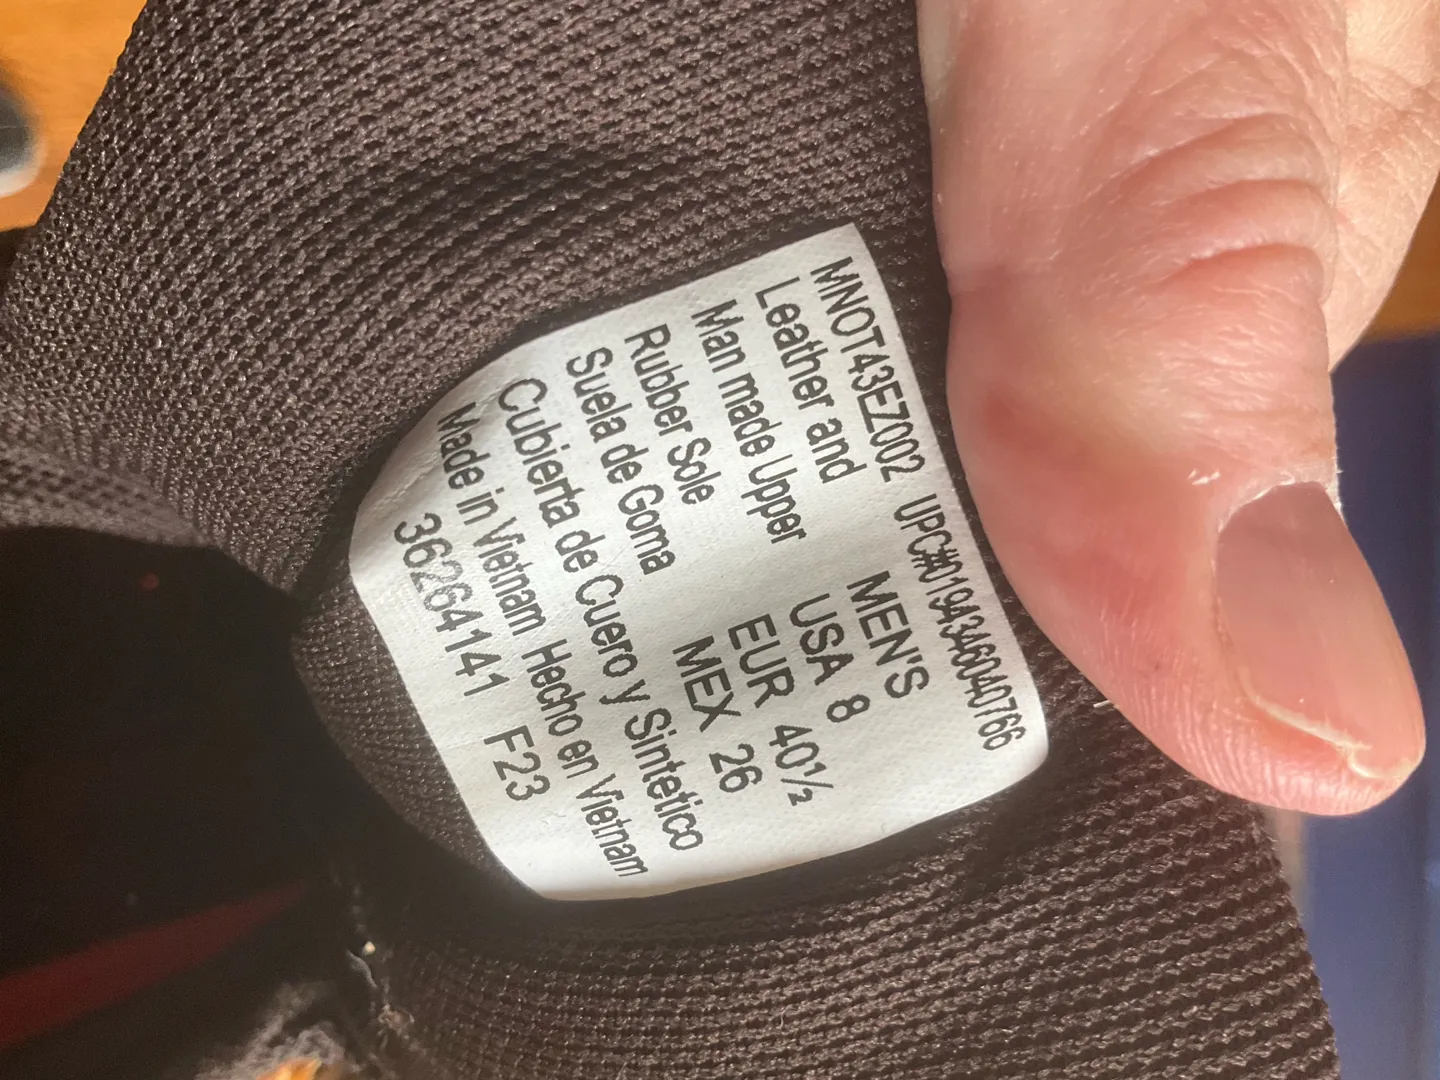 MNOT43EZ002 UPC#0194346040766
Leather and
Man made Upper
MEN'S
USA 8
EUR 40½
MEX 26
Rubber Sole
Suela de Goma
Cubierta de Cuero y Sintetico
Made in Vietnam Hecho en Vietnam
36264141 F23